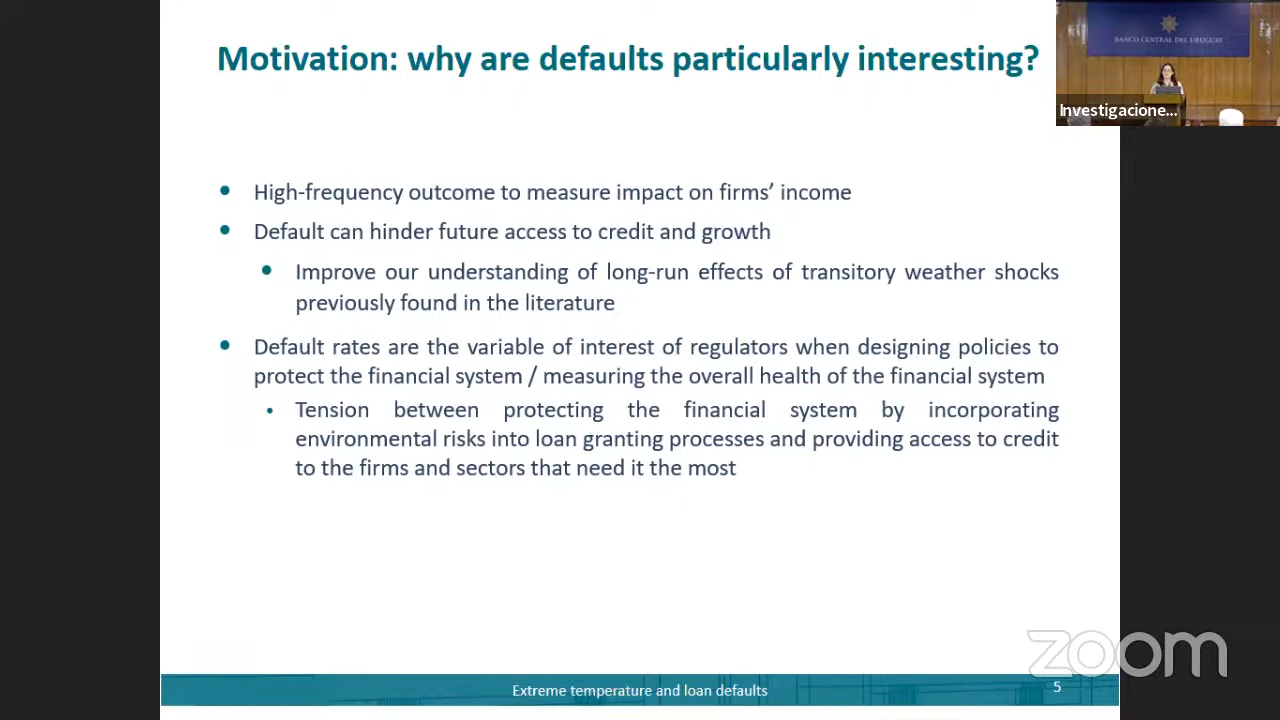 Motivation: why are defaults particularly interesting?
BANCO CENTRAL DEL URUGUAY
Investigacione...
High-frequency outcome to measure impact on firms’ income
Default can hinder future access to credit and growth
Improve our understanding of long-run effects of transitory weather shocks
previously found in the literature
Default rates are the variable of interest of regulators when designing policies to
protect the financial system / measuring the overall health of the financial system
Tension between protecting the financial system by incorporating
environmental risks into loan granting processes and providing access to credit
to the firms and sectors that need it the most
zoom
Extreme temperature and loan defaults
5